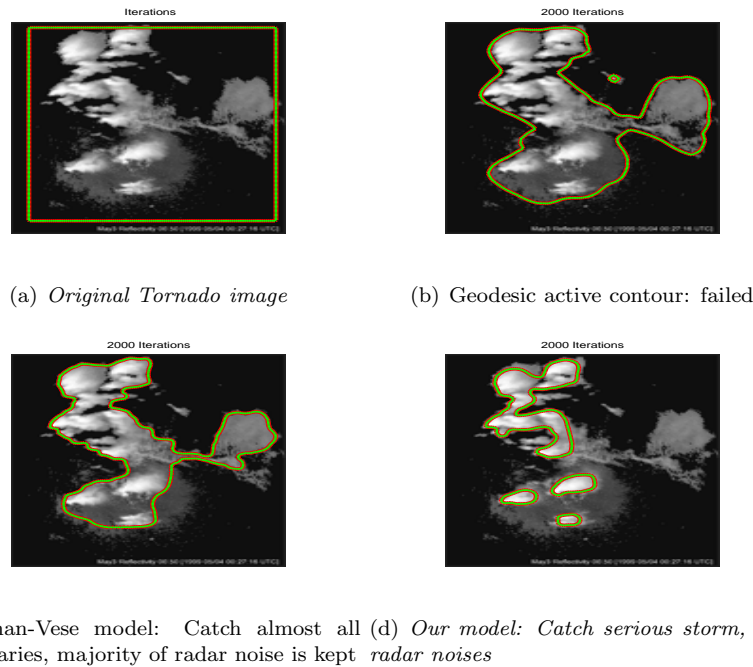 Iterations
2000 Iterations
(a) Original Tornado image
(b) Geodesic active contour: failed
2000 Iterations
2000 Iterations
nan-Vese model: Catch almost all
(d) Our model: Catch serious storm,
aries, majority of radar noise is kept
radar noises